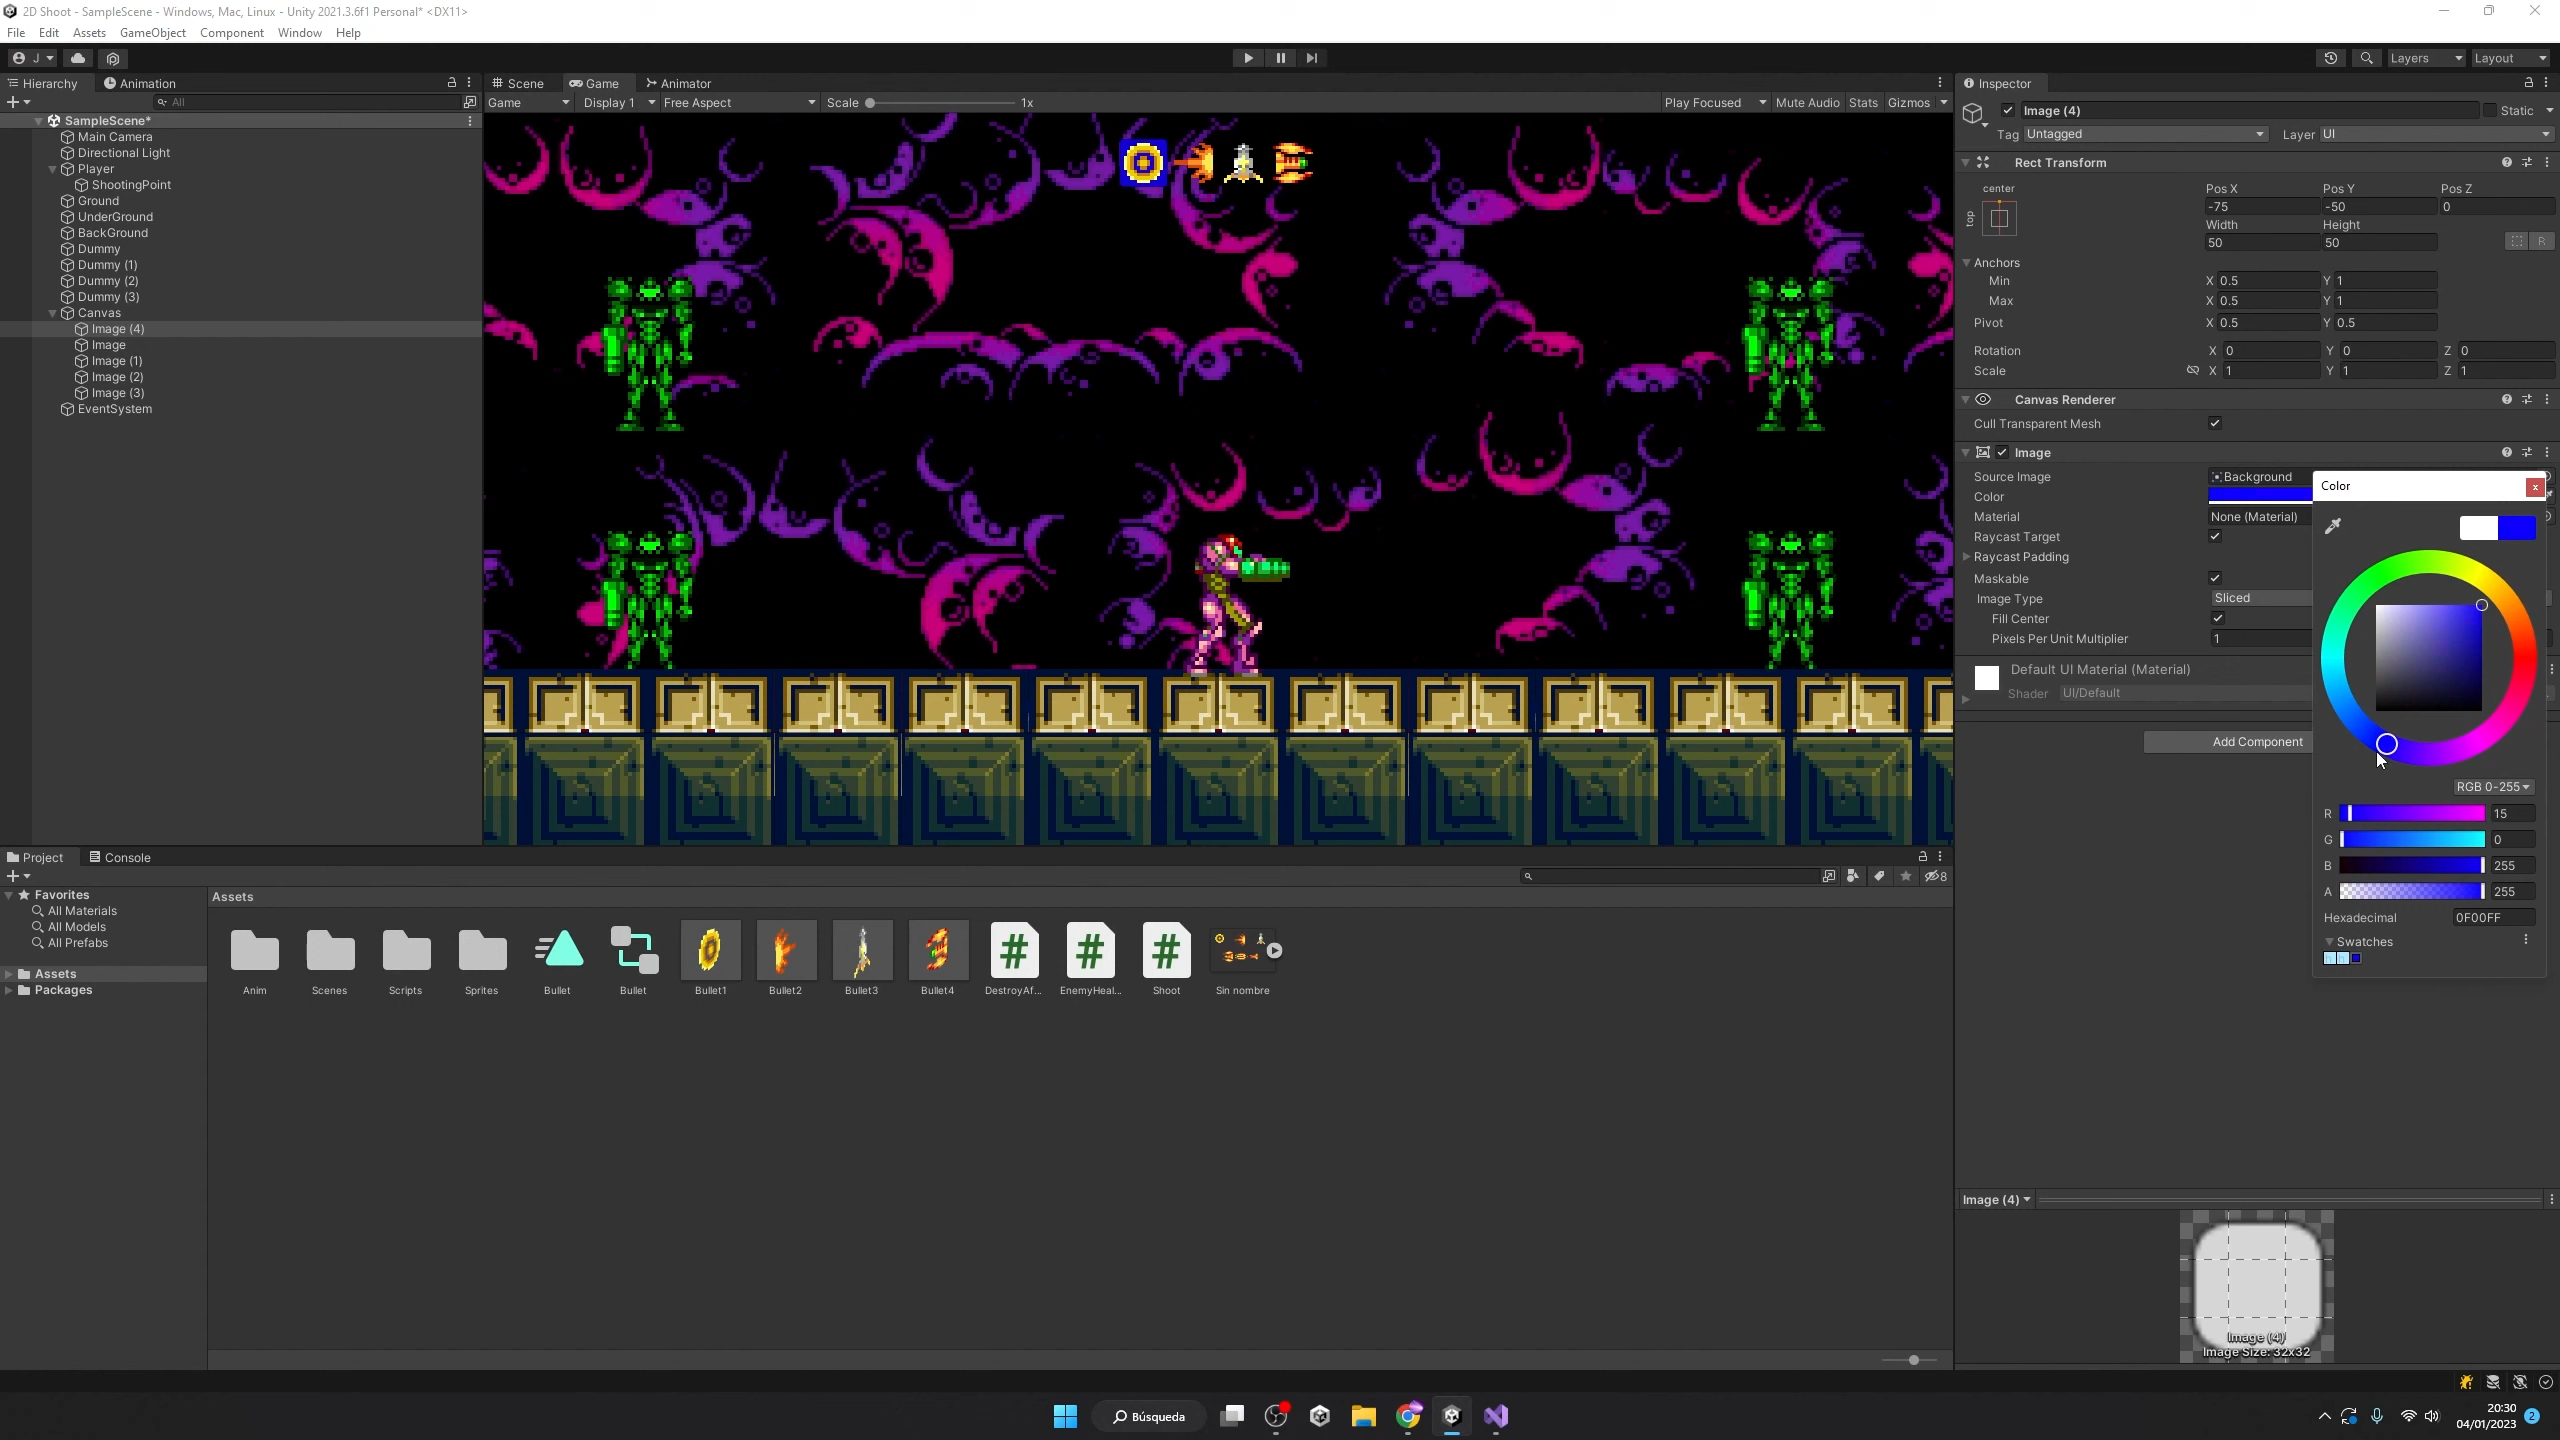 2D Shoot - SampleScene - Windows, Mac, Linux - Unity 2021.3.6f1 Personal* <DX11>
File Edit Assets GameObject Component Window Help
J Layers Layout
Hierarchy Animation Scene Game Animator Inspector
All Game Display 1 Free Aspect Scale 1x Play Focused Mute Audio Stats Gizmos
Image (4) Static
Tag Untagged Layer UI
SampleScene*
Main Camera
Directional Light
Player
ShootingPoint
Ground
UnderGround
BackGround
Dummy
Dummy (1)
Dummy (2)
Dummy (3)
Canvas
Image (4)
Image
Image (1)
Image (2)
Image (3)
EventSystem
Rect Transform
center
top
Pos X Pos Y Pos Z
-75 -50 0
Width Height
50 50 R
Anchors
Min X 0.5 Y 1
Max X 0.5 Y 1
Pivot X 0.5 Y 0.5
Rotation X 0 Y 0 Z 0
Scale X 1 Y 1 Z 1
Canvas Renderer
Cull Transparent Mesh
Image
Source Image Background
Color
Material None (Material)
Raycast Target
Raycast Padding
Maskable
Image Type Sliced
Fill Center
Pixels Per Unit Multiplier 1
Default UI Material (Material)
Shader UI/Default
Add Component
Color
RGB 0-255
R 15
G 0
B 255
A 255
Hexadecimal 0F00FF
Swatches
Project Console
8
Favorites
All Materials
All Models
All Prefabs
Assets
Packages
Assets
Anim Scenes Scripts Sprites Bullet Bullet Bullet1 Bullet2 Bullet3 Bullet4 DestroyAf... EnemyHeal... Shoot Sin nombre
Image (4)
Image (4)
Image Size: 32x32
Búsqueda
20:30
04/01/2023
2